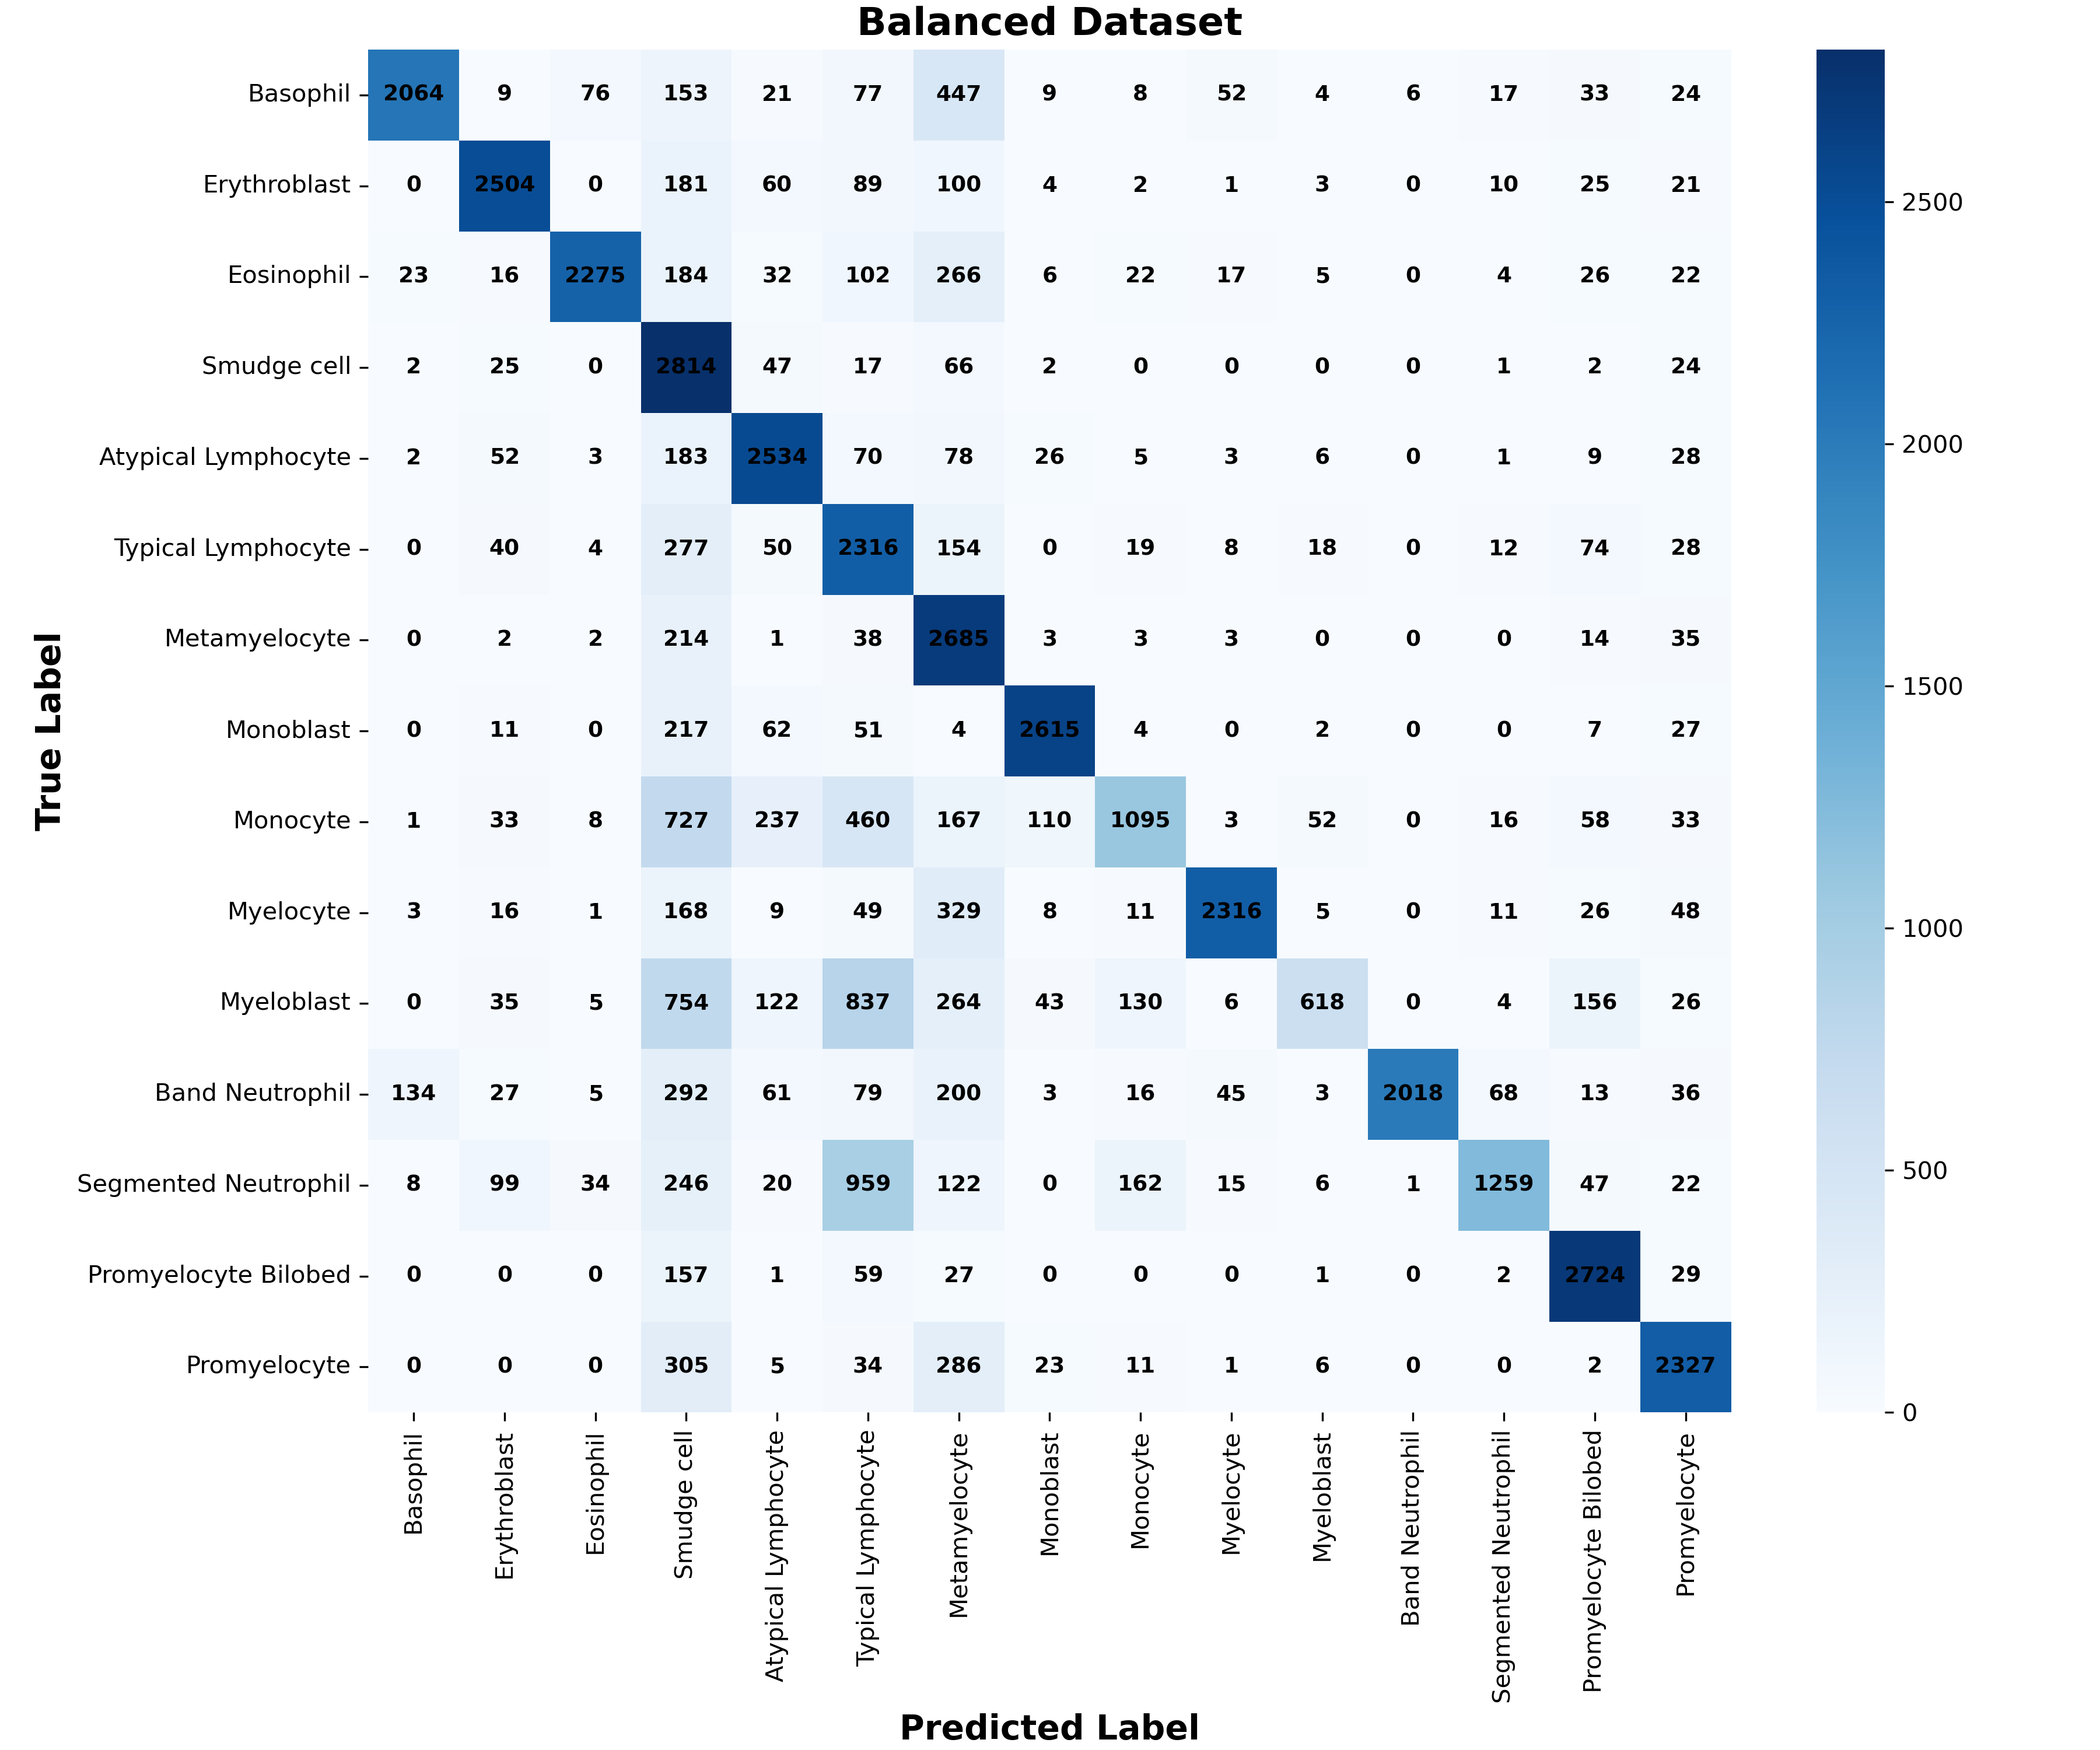 Balanced Dataset
Basophil 2064 9 76 153 21 77 447 9 8 52 4 6 17 33 24
Erythroblast 0 2504 0 181 60 89 100 4 2 1 3 0 10 25 21
Eosinophil 23 16 2275 184 32 102 266 6 22 17 5 0 4 26 22
Smudge cell 2 25 0 2814 47 17 66 2 0 0 0 0 1 2 24
Atypical Lymphocyte 2 52 3 183 2534 70 78 26 5 3 6 0 1 9 28
Typical Lymphocyte 0 40 4 277 50 2316 154 0 19 8 18 0 12 74 28
Metamyelocyte 0 2 2 214 1 38 2685 3 3 3 0 0 0 14 35
Monoblast 0 11 0 217 62 51 4 2615 4 0 2 0 0 7 27
Monocyte 1 33 8 727 237 460 167 110 1095 3 52 0 16 58 33
Myelocyte 3 16 1 168 9 49 329 8 11 2316 5 0 11 26 48
Myeloblast 0 35 5 754 122 837 264 43 130 6 618 0 4 156 26
Band Neutrophil 134 27 5 292 61 79 200 3 16 45 3 2018 68 13 36
Segmented Neutrophil 8 99 34 246 20 959 122 0 162 15 6 1 1259 47 22
Promyelocyte Bilobed 0 0 0 157 1 59 27 0 0 0 1 0 2 2724 29
Promyelocyte 0 0 0 305 5 34 286 23 11 1 6 0 0 2 2327
True Label
Basophil
Erythroblast
Eosinophil
Smudge cell
Atypical Lymphocyte
Typical Lymphocyte
Metamyelocyte
Monoblast
Monocyte
Myelocyte
Myeloblast
Band Neutrophil
Segmented Neutrophil
Promyelocyte Bilobed
Promyelocyte
Predicted Label
2500
2000
1500
1000
500
0